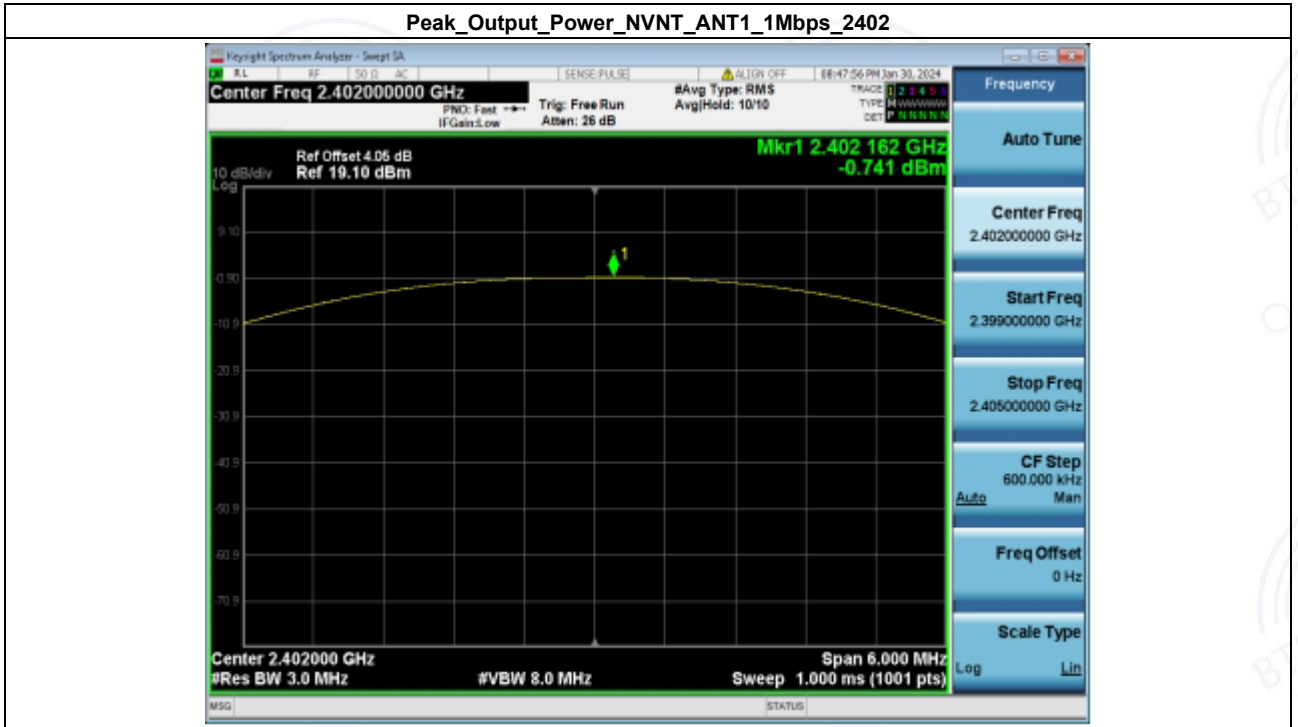 Peak_Output_Power_NVNT_ANT1_1Mbps_2402
Keysight Spectrum Analyzer - Swept SA
RL RF 50 Ω AC SENSE:PULSE ALIGN OFF 08:47:56 PM Jan 30, 2024
Center Freq 2.402000000 GHz
PNO: Fast
IFGain:Low
Trig: Free Run
Atten: 26 dB
#Avg Type: RMS
Avg|Hold: 10/10
TRACE 1 2 3 4 5 6
TYPE M WWWWW
DET P N N N N N
Mkr1 2.402 162 GHz
-0.741 dBm
Ref Offset 4.05 dB
10 dB/div Ref 19.10 dBm
Log
9.10
-0.90
-10.9
-20.9
-30.9
-40.9
-50.9
-60.9
-70.9
1
Center 2.402000 GHz Span 6.000 MHz
#Res BW 3.0 MHz #VBW 8.0 MHz Sweep 1.000 ms (1001 pts)
MSG STATUS
Frequency
Auto Tune
Center Freq
2.402000000 GHz
Start Freq
2.399000000 GHz
Stop Freq
2.405000000 GHz
CF Step
600.000 kHz
Auto Man
Freq Offset
0 Hz
Scale Type
Log Lin